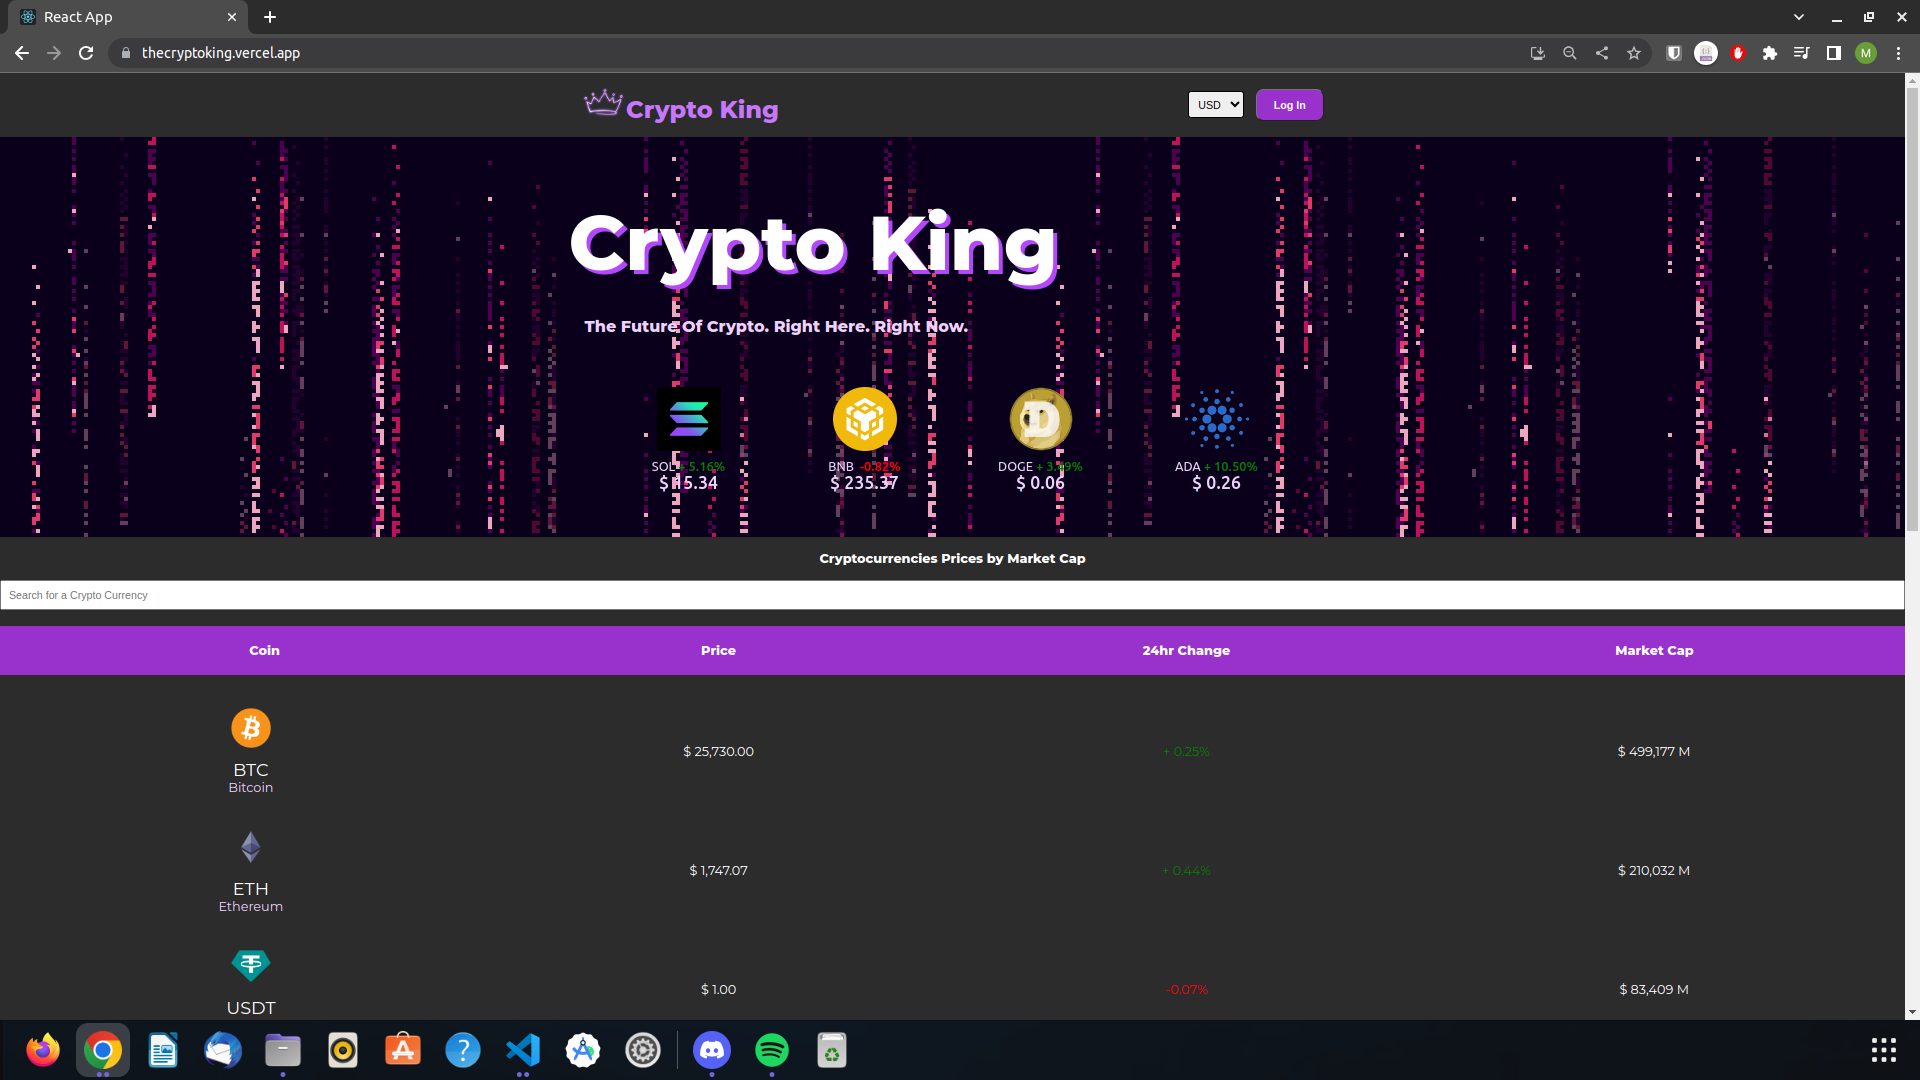 React App
thecryptoking.vercel.app
M
Crypto King
USD
Log In
Crypto King
The Future Of Crypto. Right Here. Right Now.
SOL + 5.16%
$ 15.34
BNB -0.82%
$ 235.37
DOGE + 3.49%
$ 0.06
ADA + 10.50%
$ 0.26
Cryptocurrencies Prices by Market Cap
Search for a Crypto Currency
Coin Price 24hr Change Market Cap
BTC
Bitcoin
$ 25,730.00
+ 0.25%
$ 499,177 M
ETH
Ethereum
$ 1,747.07
+ 0.44%
$ 210,032 M
USDT
$ 1.00
-0.07%
$ 83,409 M